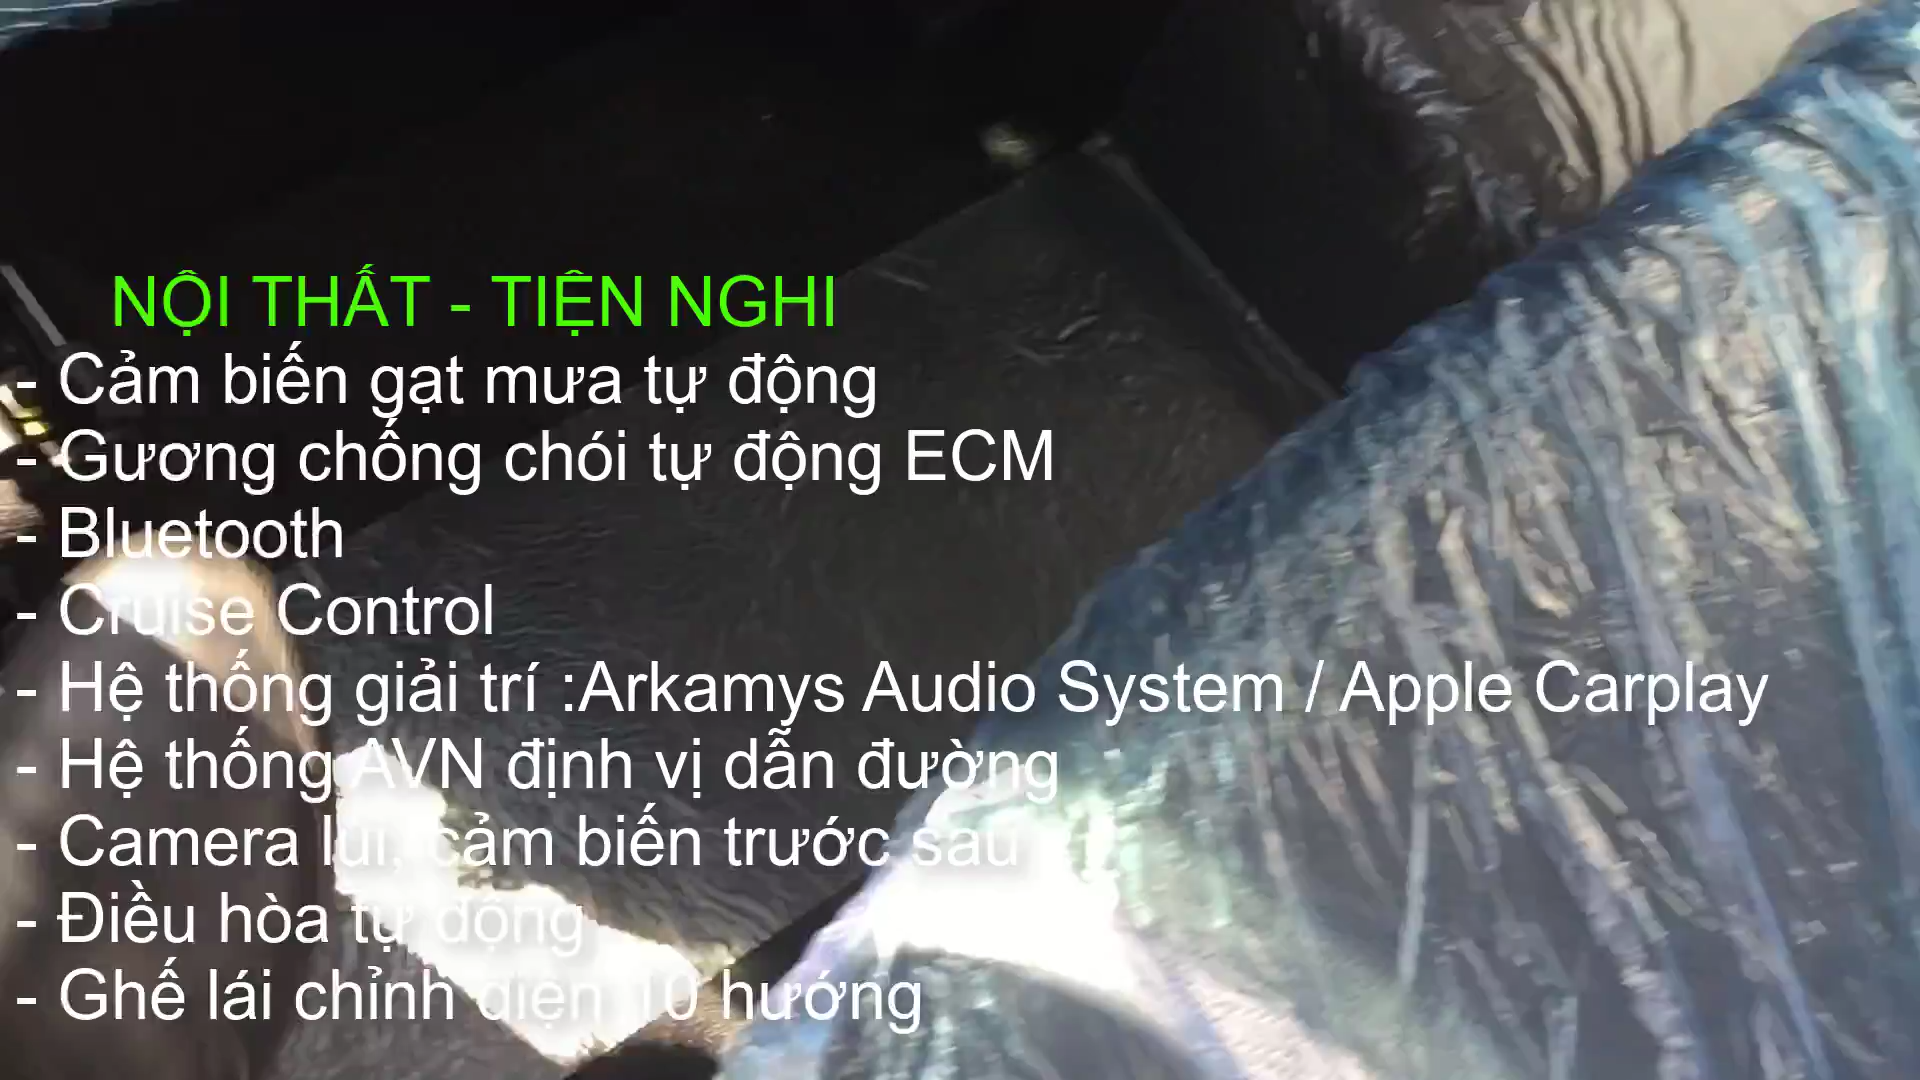 NỘI THẤT - TIỆN NGHI
- Cảm biến gạt mưa tự động
- Gương chống chói tự động ECM
- Bluetooth
- Cruise Control
- Hệ thống giải trí :Arkamys Audio System / Apple Carplay
- Hệ thống AVN định vị dẫn đường
- Camera lùi, cảm biến trước sau
- Điều hòa tự động
- Ghế lái chỉnh điện 10 hướng